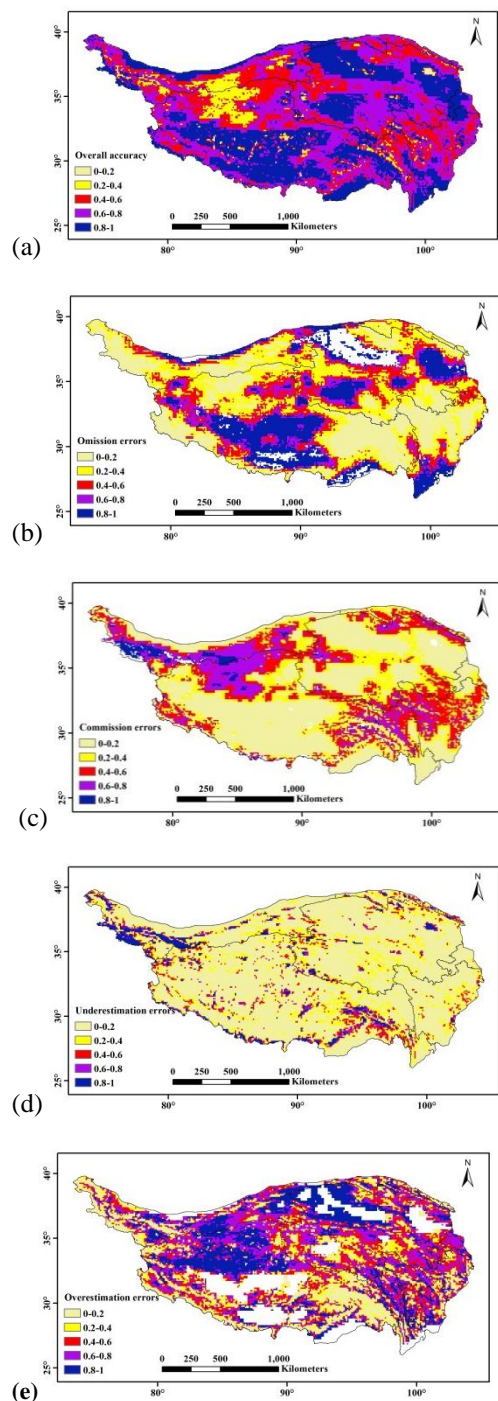 40°
35°
30°
25°
N
Overall accuracy
0-0.2
0.2-0.4
0.4-0.6
0.6-0.8
0.8-1
0 250 500 1,000
Kilometers
80° 90° 100°
(a)
40°
35°
30°
25°
N
Omission errors
0-0.2
0.2-0.4
0.4-0.6
0.6-0.8
0.8-1
0 250 500 1,000
Kilometers
80° 90° 100°
(b)
40°
35°
30°
25°
N
Commission errors
0-0.2
0.2-0.4
0.4-0.6
0.6-0.8
0.8-1
0 250 500 1,000
Kilometers
80° 90° 100°
(c)
40°
35°
30°
25°
N
Underestimation errors
0-0.2
0.2-0.4
0.4-0.6
0.6-0.8
0.8-1
0 250 500 1,000
Kilometers
80° 90° 100°
(d)
40°
35°
30°
25°
N
Overestimation errors
0-0.2
0.2-0.4
0.4-0.6
0.6-0.8
0.8-1
0 250 500 1,000
Kilometers
80° 90° 100°
(e)